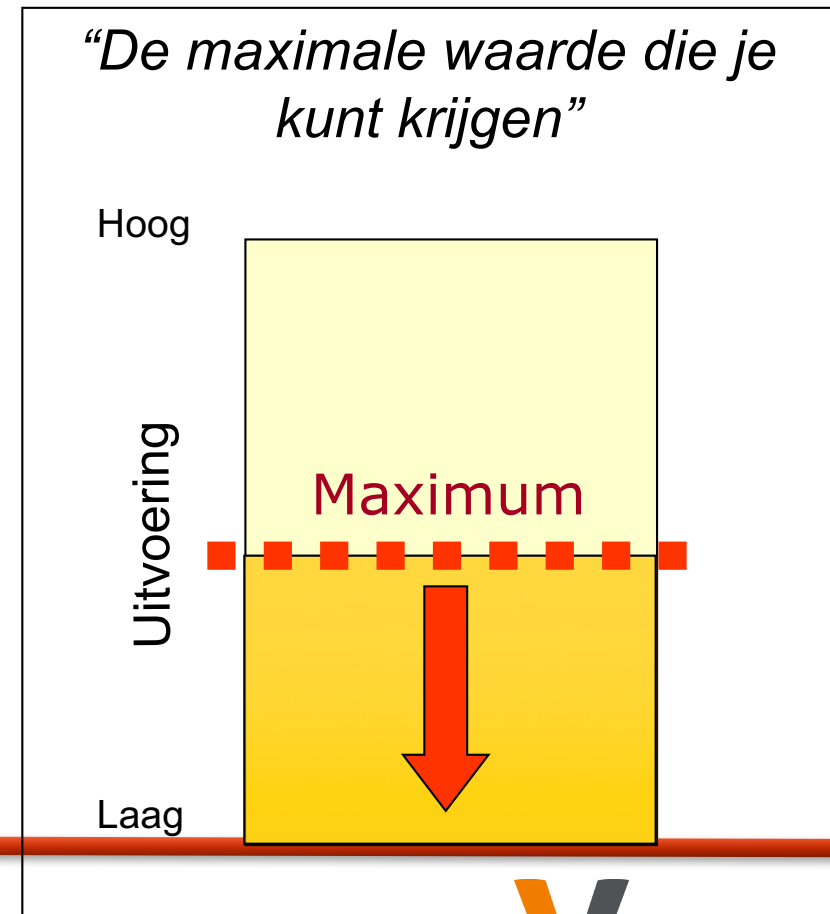 “De maximale waarde die je
kunt krijgen”
Hoog
Uitvoering
Maximum
Laag